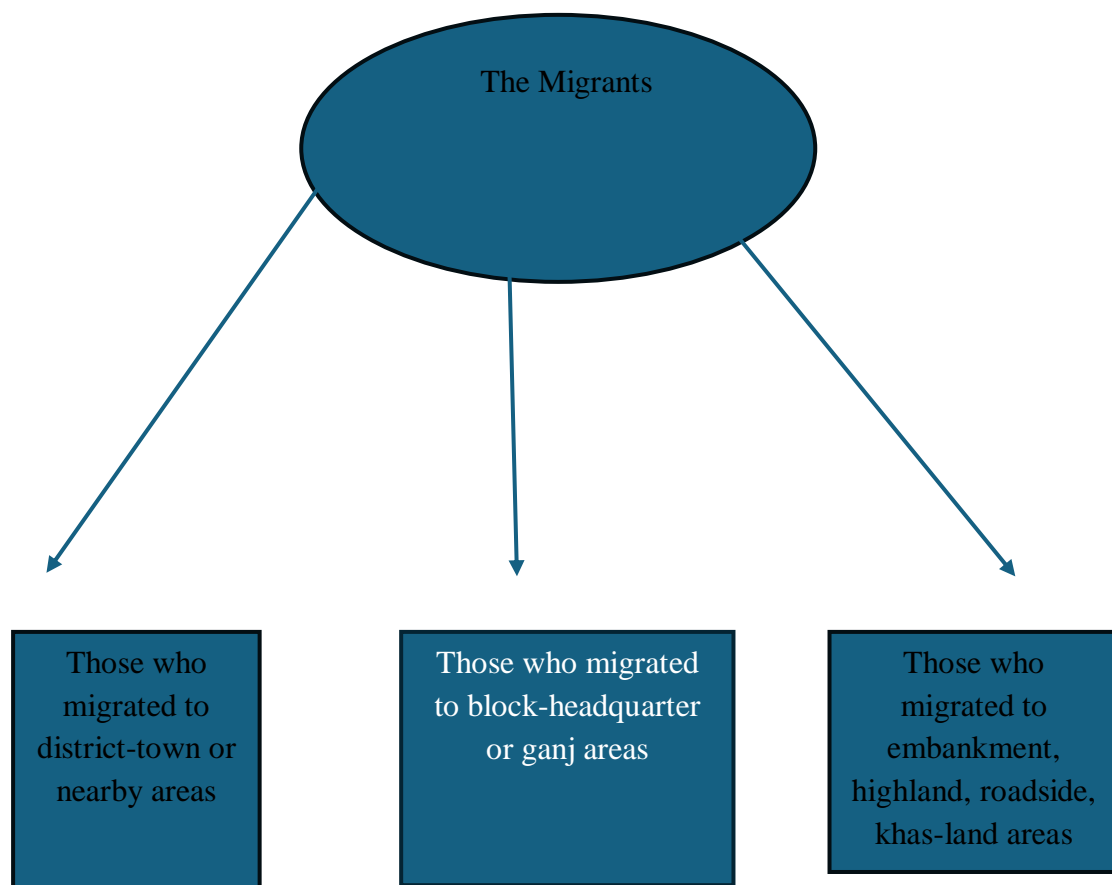 The Migrants
Those who
migrated to
district-town or
nearby areas
Those who migrated
to block-headquarter
or ganj areas
Those who
migrated to
embankment,
highland, roadside,
khas-land areas